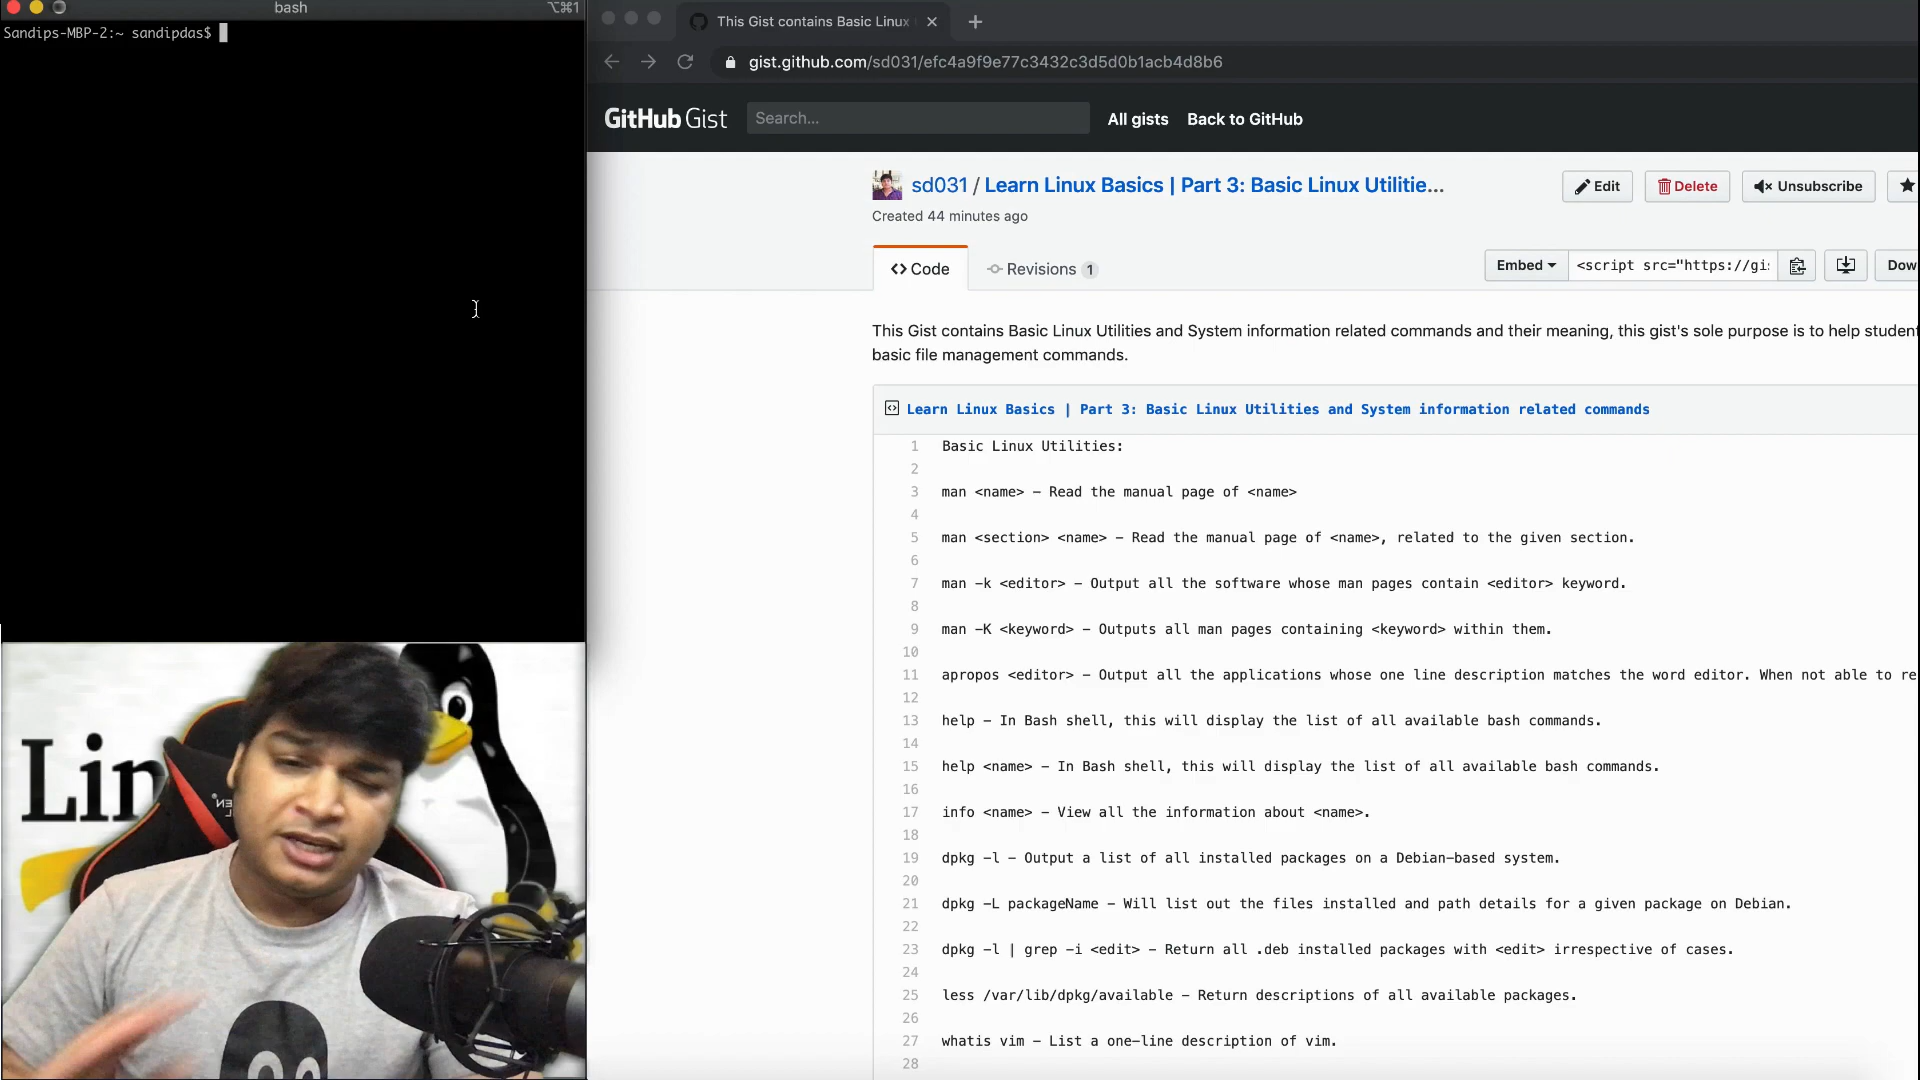 bash
⌥⌘1
Sandips-MBP-2:~ sandipdas$
This Gist contains Basic Linux
gist.github.com/sd031/efc4a9f9e77c3432c3d5d0b1acb4d8b6
GitHub Gist
Search...
All gists
Back to GitHub
sd031 / Learn Linux Basics | Part 3: Basic Linux Utilitie...
Edit
Delete
Unsubscribe
Created 44 minutes ago
Code
Revisions 1
Embed
<script src="https://gi
Dow
This Gist contains Basic Linux Utilities and System information related commands and their meaning, this gist's sole purpose is to help studen
basic file management commands.
Learn Linux Basics | Part 3: Basic Linux Utilities and System information related commands
1 Basic Linux Utilities:
2
3 man <name> – Read the manual page of <name>
4
5 man <section> <name> – Read the manual page of <name>, related to the given section.
6
7 man -k <editor> – Output all the software whose man pages contain <editor> keyword.
8
9 man -K <keyword> – Outputs all man pages containing <keyword> within them.
10
11 apropos <editor> – Output all the applications whose one line description matches the word editor. When not able to re
12
13 help – In Bash shell, this will display the list of all available bash commands.
14
15 help <name> – In Bash shell, this will display the list of all available bash commands.
16
17 info <name> – View all the information about <name>.
18
19 dpkg -l – Output a list of all installed packages on a Debian-based system.
20
21 dpkg -L packageName – Will list out the files installed and path details for a given package on Debian.
22
23 dpkg -l | grep -i <edit> – Return all .deb installed packages with <edit> irrespective of cases.
24
25 less /var/lib/dpkg/available – Return descriptions of all available packages.
26
27 whatis vim – List a one-line description of vim.
28
Lin